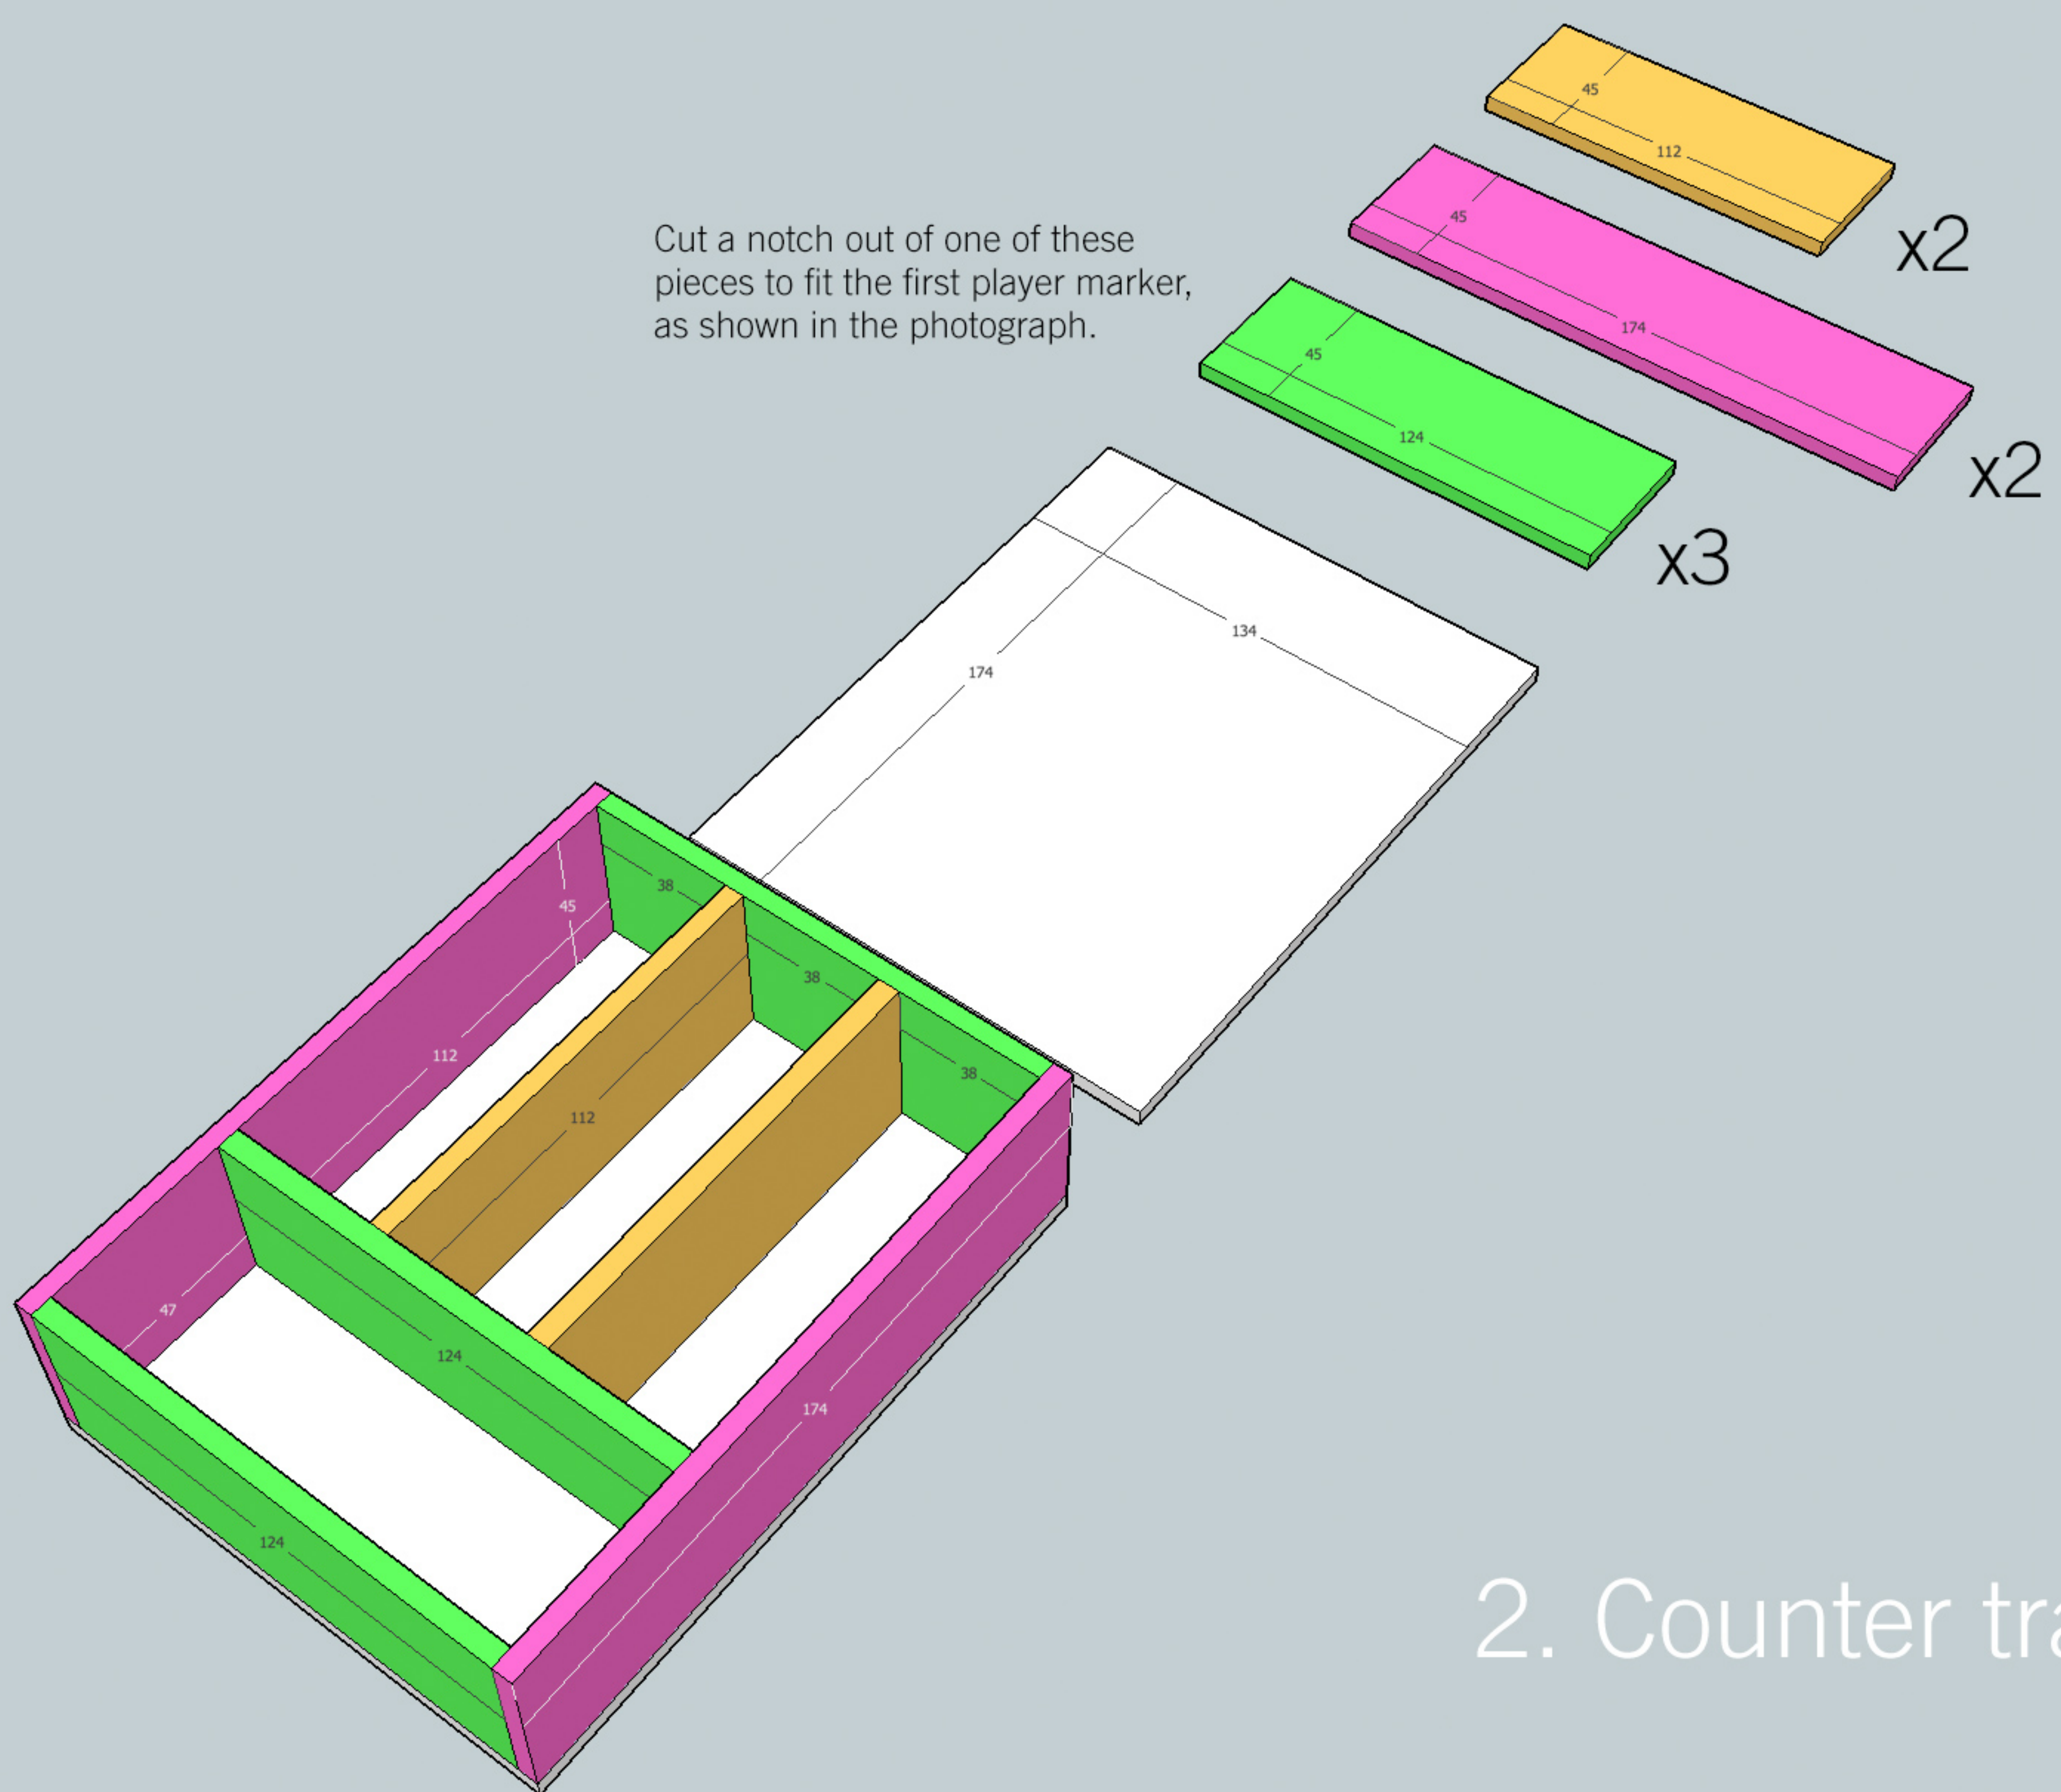 45
112
x2
45
174
x2
Cut a notch out of one of these
pieces to fit the first player marker,
as shown in the photograph.
45
124
x3
134
174
38
45
38
38
112
112
47
124
174
124
2. Counter tra